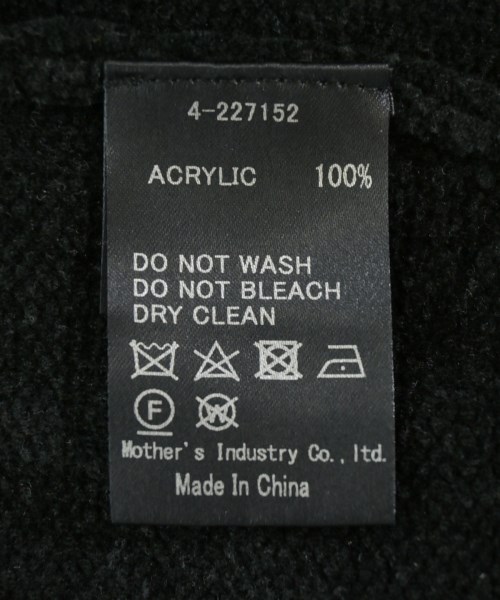 4-227152
ACRYLIC 100%
DO NOT WASH
DO NOT BLEACH
DRY CLEAN
F W
Mother's Industry Co., ltd.
Made In China